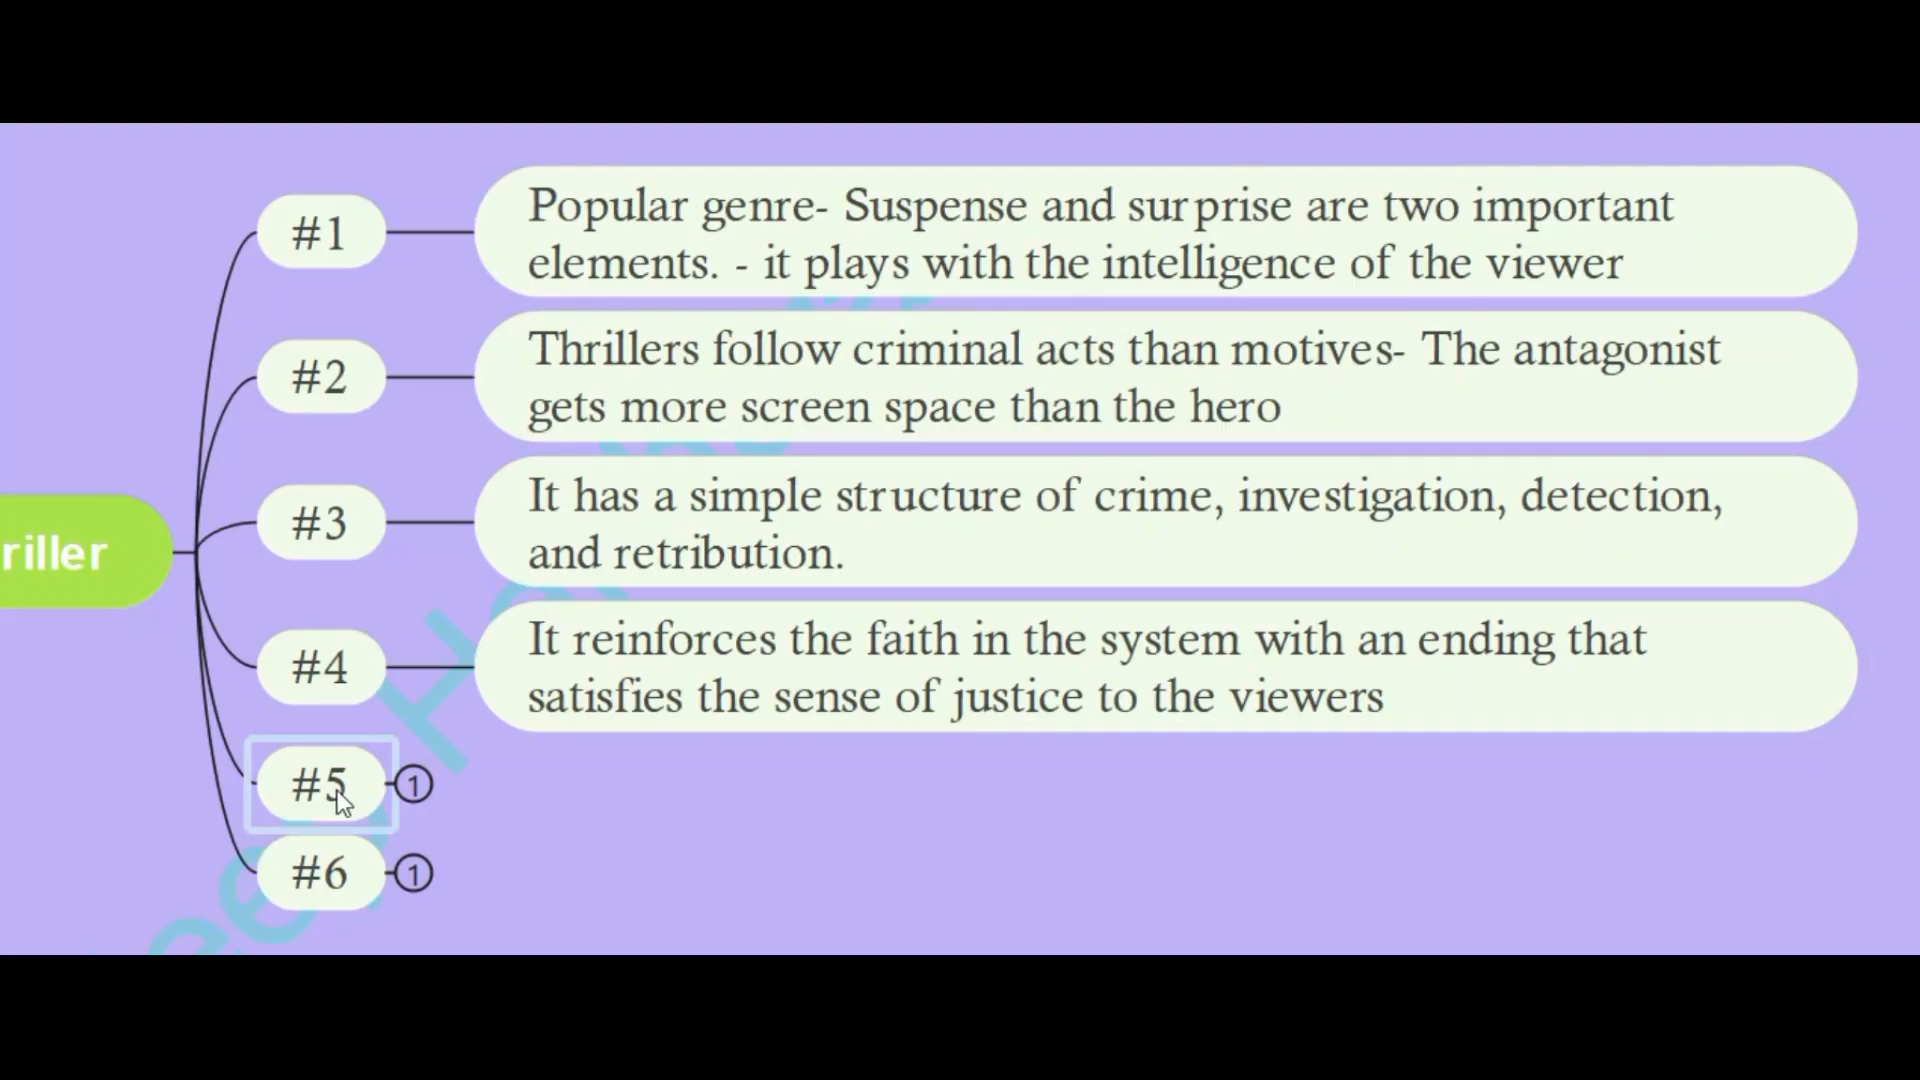 #1
Popular genre- Suspense and surprise are two important
elements. - it plays with the intelligence of the viewer
#2
Thrillers follow criminal acts than motives- The antagonist
gets more screen space than the hero
#3
It has a simple structure of crime, investigation, detection,
and retribution.
riller
#4
It reinforces the faith in the system with an ending that
satisfies the sense of justice to the viewers
#5 1
#6 1